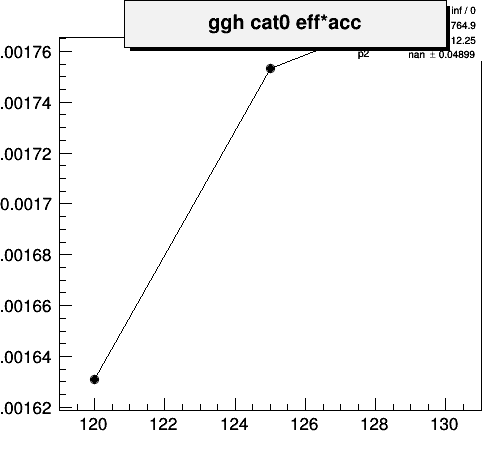 ggh cat0 eff*acc
inf / 0
764.9
12.25
p2 nan ± 0.04899
.00176
.00174
.00172
0.0017
.00168
.00166
.00164
.00162
120 122 124 126 128 130